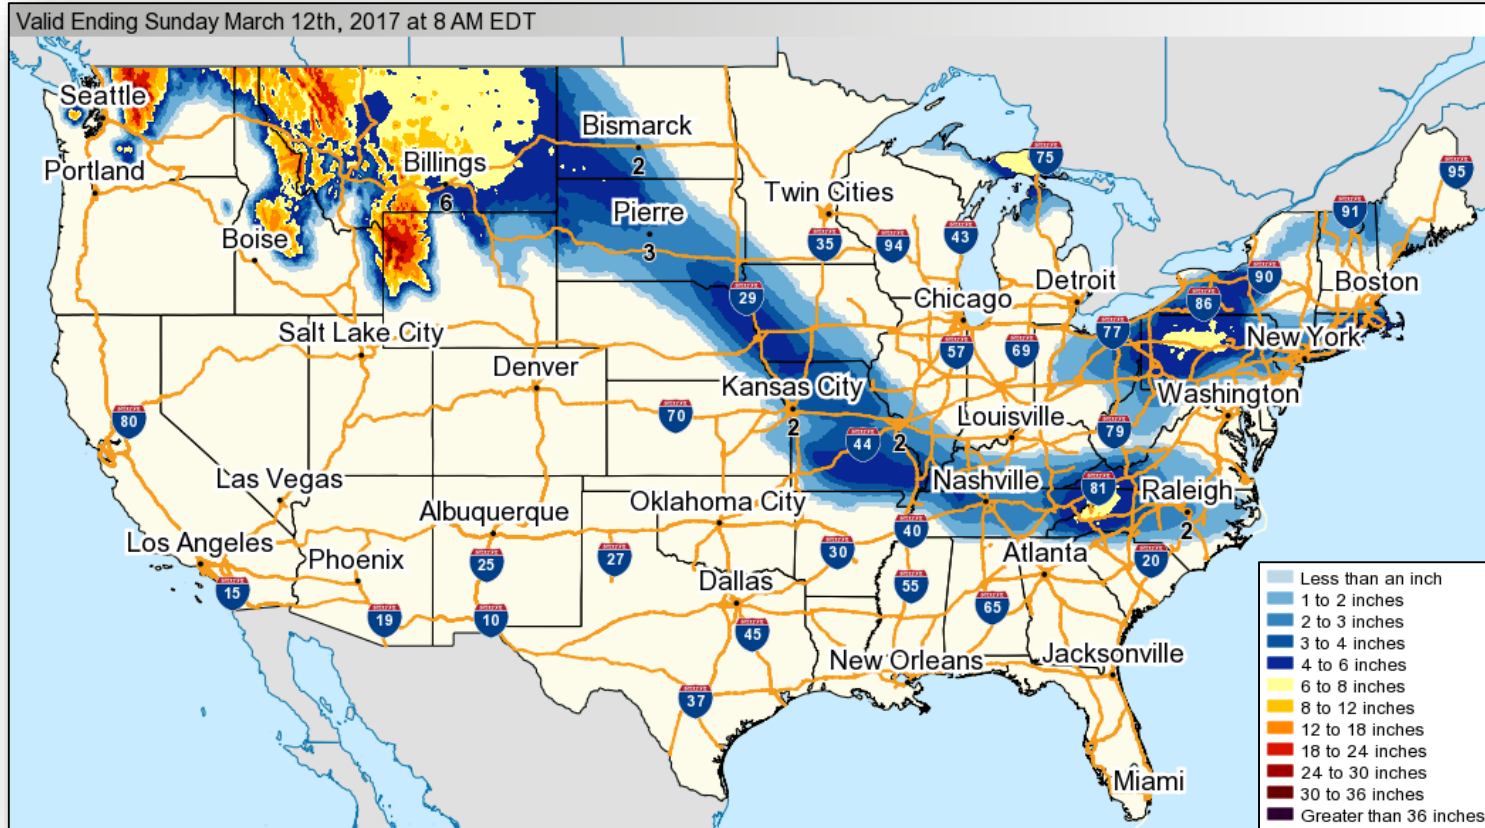 Valid Ending Sunday March 12th, 2017 at 8 AM EDT
Seattle
Bismarck
2
75
95
Portland
Billings
6
Twin Cities
91
Pierre
3
Boise
35
94
43
Detroit
90
Boston
29
86
Chicago
Salt Lake City
77
New York
57
69
Denver
Kansas City
2
Washington
80
70
Louisville
79
44
2
Las Vegas
Nashville
81
Raleigh
2
Albuquerque
Oklahoma City
40
Los Angeles
Phoenix
25
27
30
Atlanta
20
15
Dallas
55
65
19
10
45
New Orleans
Jacksonville
37
Miami
Less than an inch
1 to 2 inches
2 to 3 inches
3 to 4 inches
4 to 6 inches
6 to 8 inches
8 to 12 inches
12 to 18 inches
18 to 24 inches
24 to 30 inches
30 to 36 inches
Greater than 36 inches